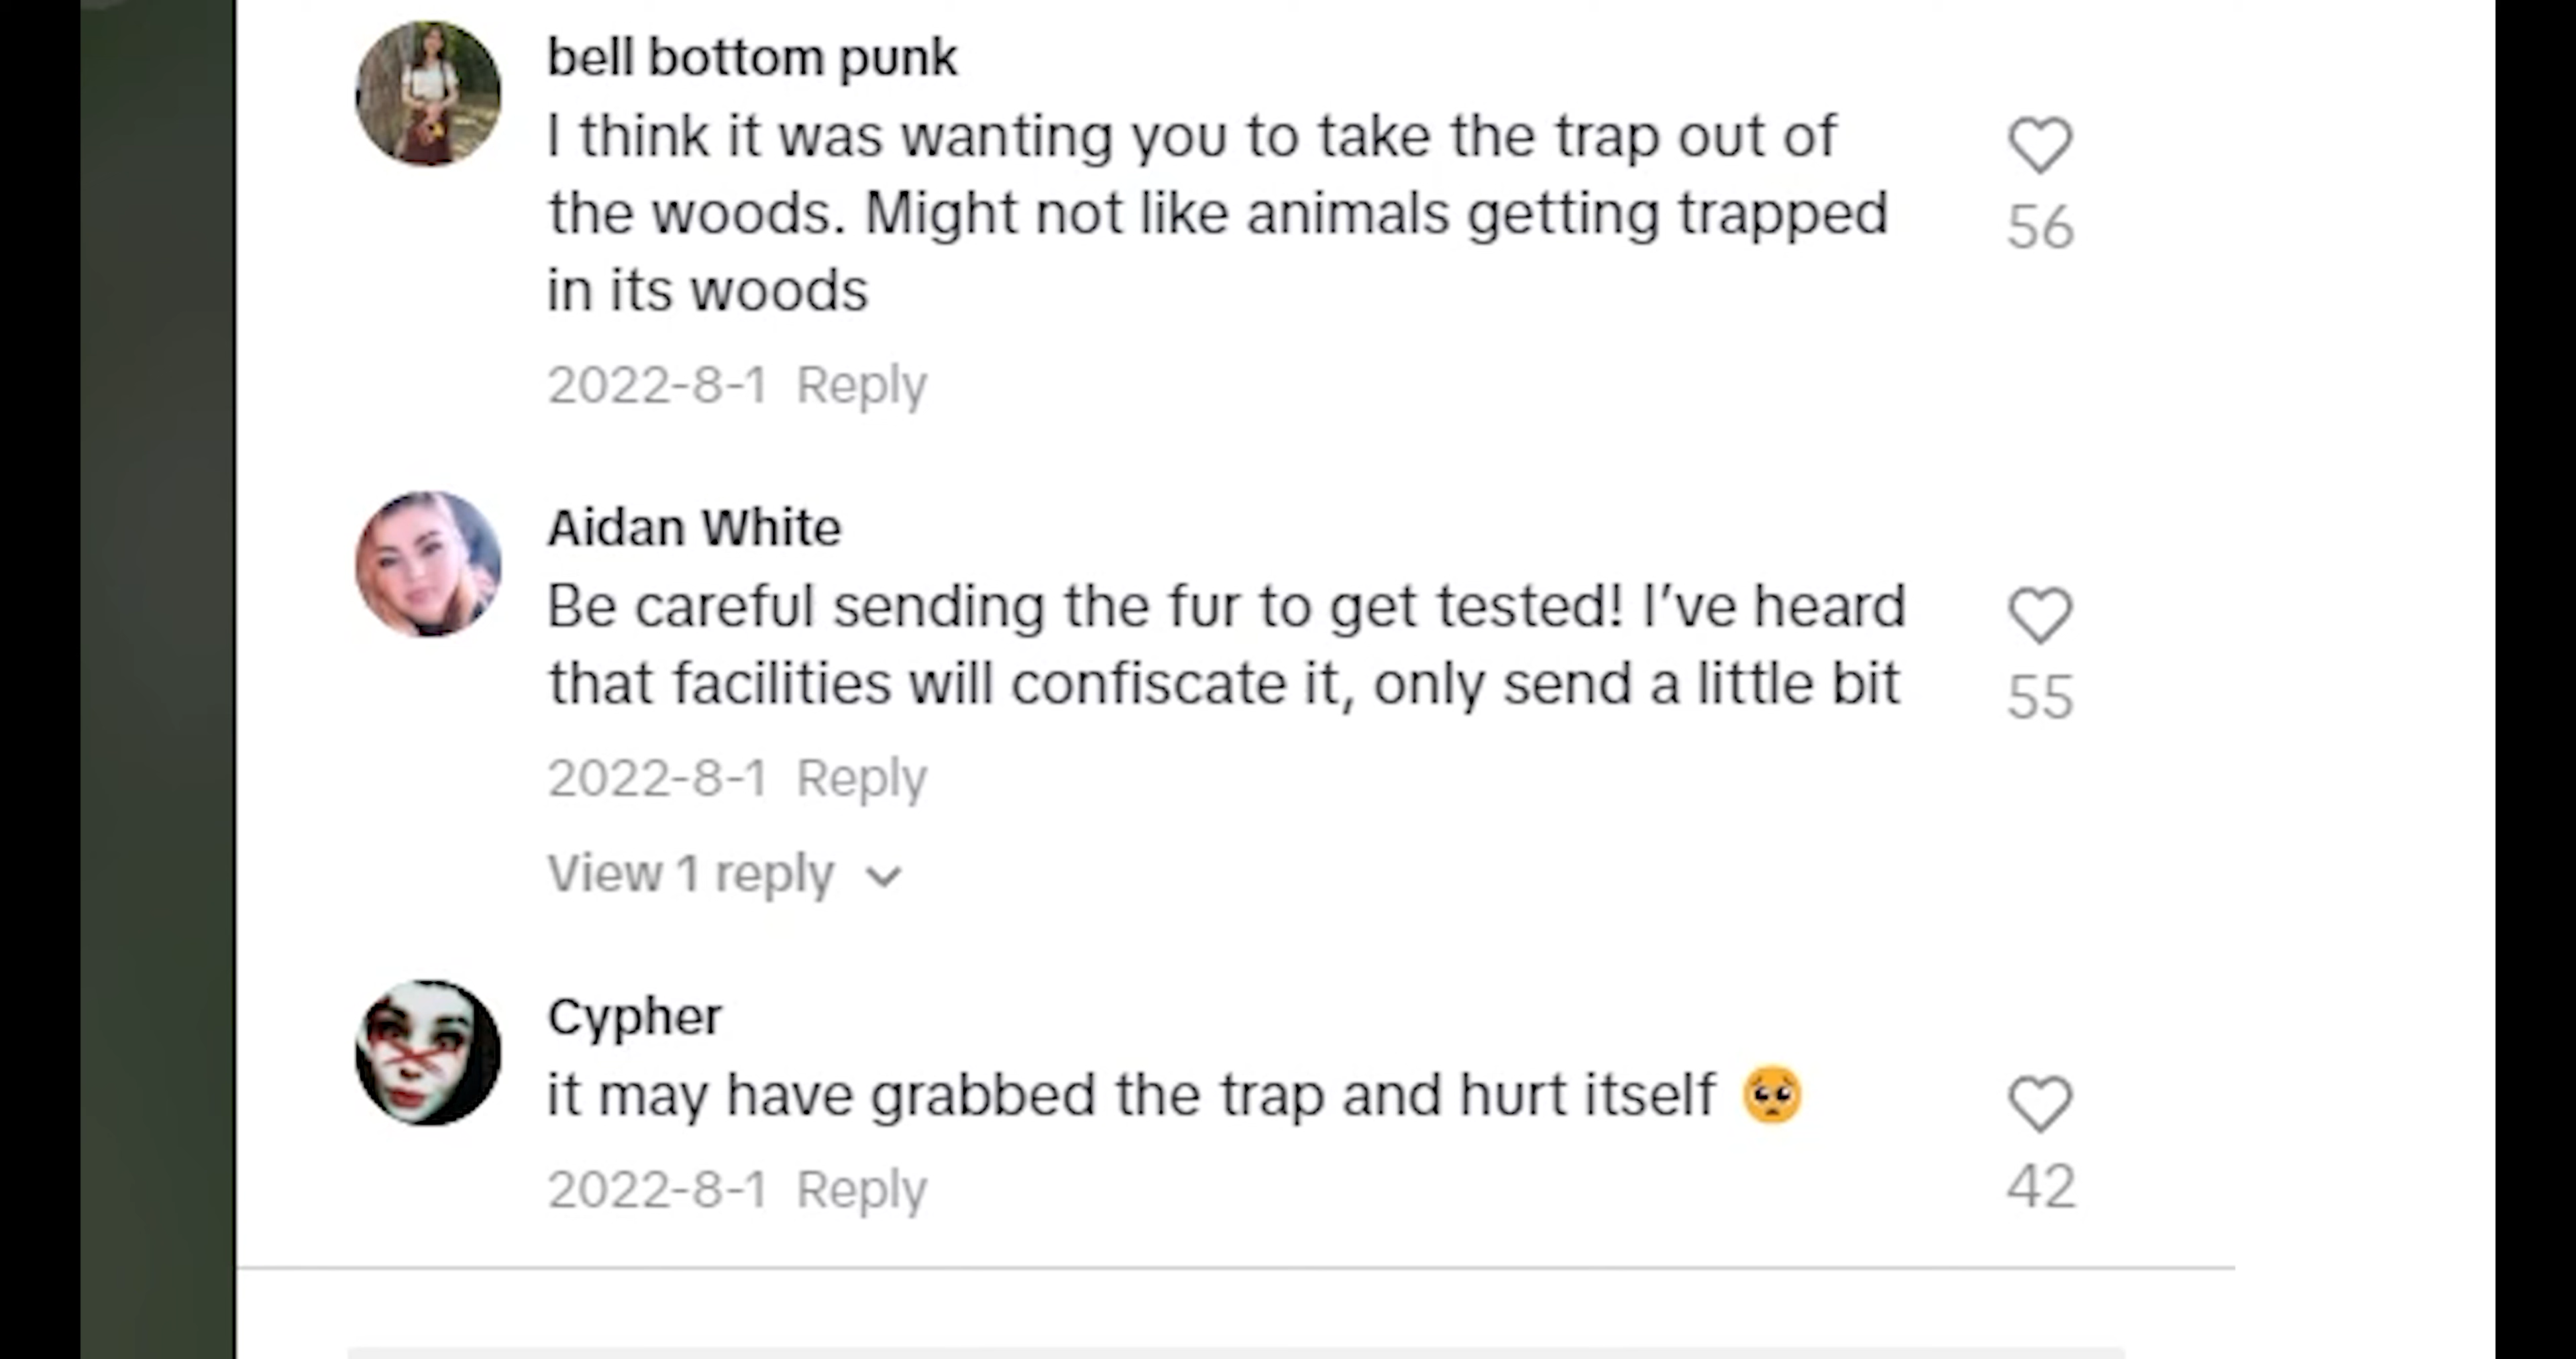 bell bottom punk
I think it was wanting you to take the trap out of
the woods. Might not like animals getting trapped
in its woods
56
2022-8-1 Reply
Aidan White
Be careful sending the fur to get tested! I’ve heard
that facilities will confiscate it, only send a little bit
55
2022-8-1 Reply
View 1 reply
Cypher
it may have grabbed the trap and hurt itself 🥺
2022-8-1 Reply
42